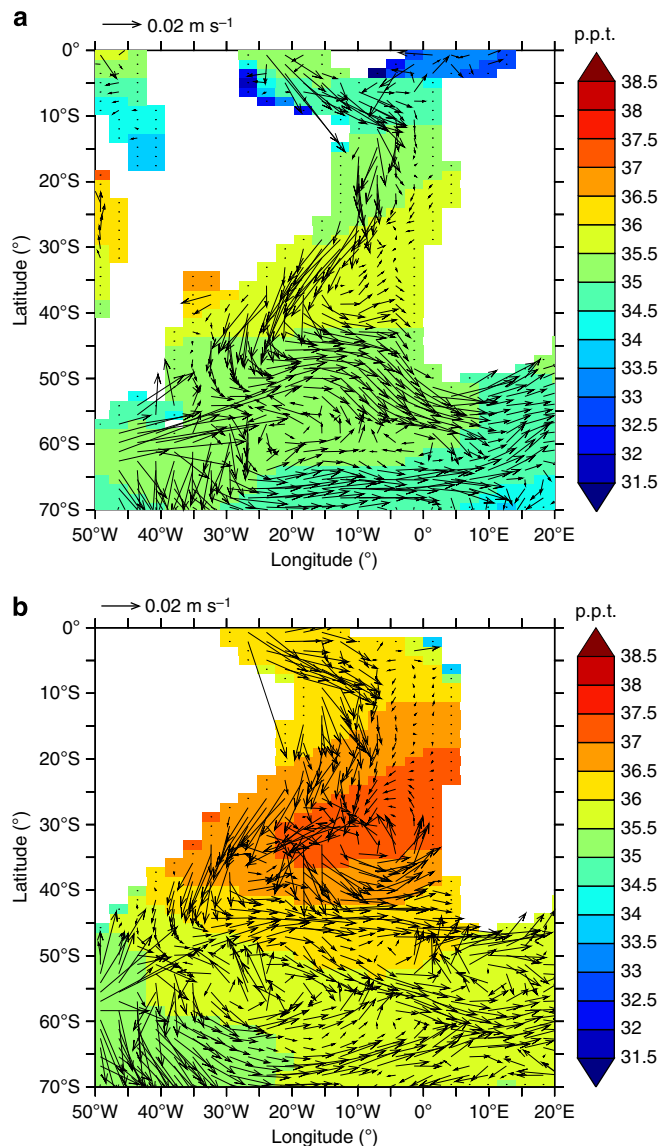 a
0.02 m s⁻¹
p.p.t.
0°
10°S
20°S
30°S
40°S
50°S
60°S
70°S
Latitude (°)
50°W 40°W 30°W 20°W 10°W 0° 10°E 20°E
Longitude (°)
38.5
38
37.5
37
36.5
36
35.5
35
34.5
34
33.5
33
32.5
32
31.5
b
0.02 m s⁻¹
p.p.t.
0°
10°S
20°S
30°S
40°S
50°S
60°S
70°S
Latitude (°)
50°W 40°W 30°W 20°W 10°W 0° 10°E 20°E
Longitude (°)
38.5
38
37.5
37
36.5
36
35.5
35
34.5
34
33.5
33
32.5
32
31.5